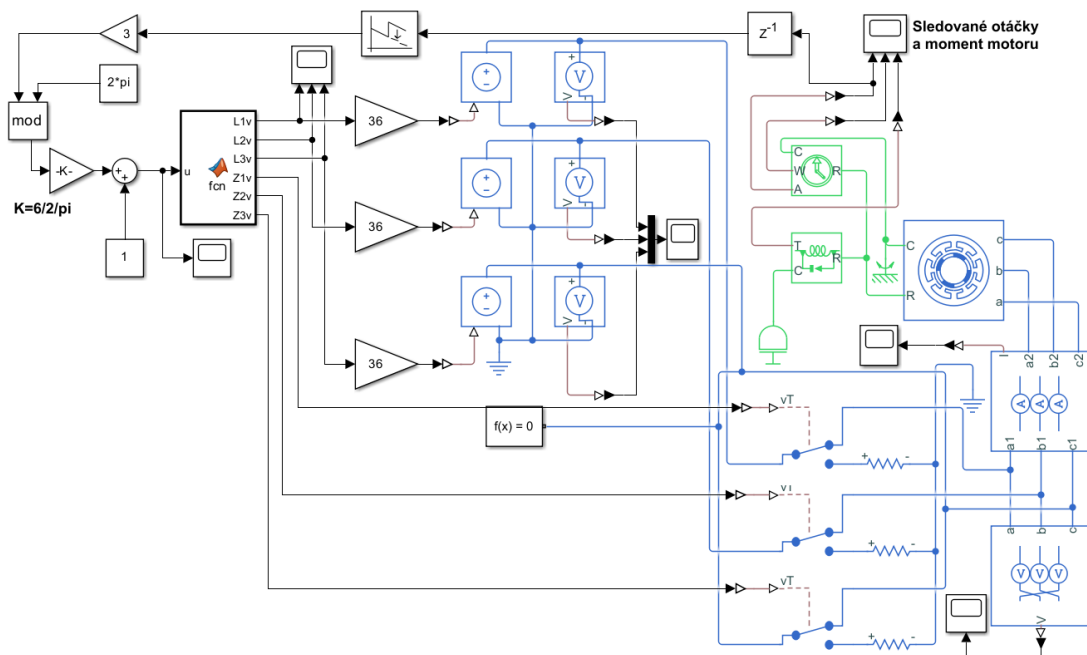 3
Z-1
Sledované otáčky
a moment motoru
2*pi
mod
-K-
K=6/2/pi
1
u
fcn
L1v
L2v
L3v
Z1v
Z2v
Z3v
36
36
36
+
-
+
V
V
+
-
+
V
V
+
-
+
V
V
f(x) = 0
C
W
A
R
T
C
R
C
R
c
b
a
I
a2
b2
c2
A
A
A
a1
b1
c1
vT
+
-
vT
+
-
vT
+
-
a
b
c
V
V
V
V